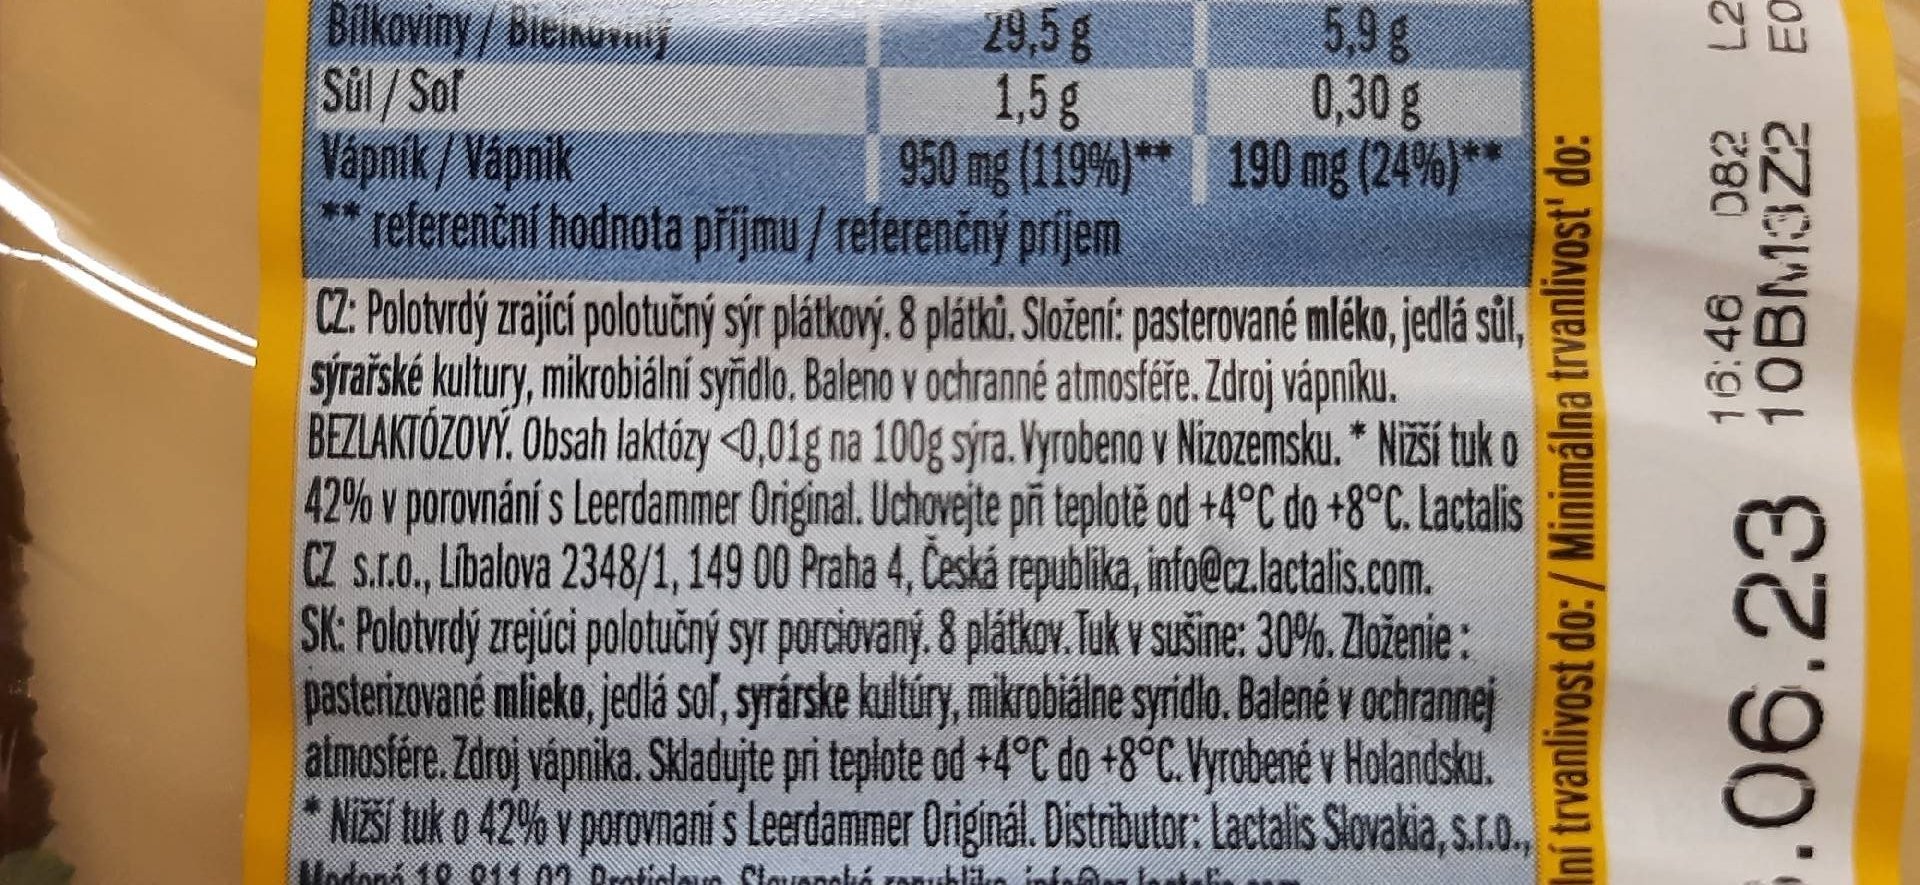 Bílkoviny / Bielkoviny 29,5 g 5,9 g
Sůl / Soľ 1,5 g 0,30 g
Vápník / Vápnik 950 mg (119%)** 190 mg (24%)**
** referenční hodnota příjmu / referenčný príjem
CZ: Polotvrdý zrající polotučný sýr plátkový. 8 plátků. Složení: pasterované mléko, jedlá sůl,
sýrařské kultury, mikrobiální syřidlo. Baleno v ochranné atmosféře. Zdroj vápníku.
BEZLAKTÓZOVÝ. Obsah laktózy <0,01g na 100g sýra. Vyrobeno v Nizozemsku. * Nižší tuk o
42% v porovnání s Leerdammer Original. Uchovejte při teplotě od +4°C do +8°C. Lactalis
CZ s.r.o., Líbalova 2348/1, 149 00 Praha 4, Česká republika, info@cz.lactalis.com.
SK: Polotvrdý zrejúci polotučný syr porciovaný. 8 plátkov. Tuk v sušine: 30%. Zloženie :
pasterizované mlieko, jedlá soľ, syrárske kultúry, mikrobiálne syridlo. Balené v ochrannej
atmosfére. Zdroj vápnika. Skladujte pri teplote od +4°C do +8°C. Vyrobené v Holandsku.
* Nižší tuk o 42% v porovnaní s Leerdammer Originál. Distribútor: Lactalis Slovakia, s.r.o.,
trvanlivost do: / Minimálna trvanlivosť do:
16:46 D82 L2
10BM3Z2 E0
.06.23